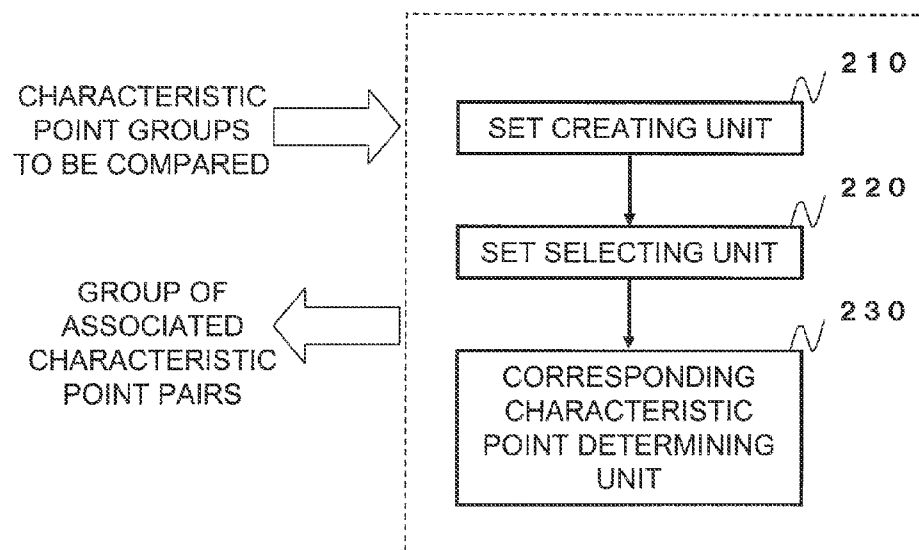 CHARACTERISTIC
POINT GROUPS
TO BE COMPARED
GROUP OF
ASSOCIATED
CHARACTERISTIC
POINT PAIRS
210
SET CREATING UNIT
220
SET SELECTING UNIT
230
CORRESPONDING
CHARACTERISTIC
POINT DETERMINING
UNIT